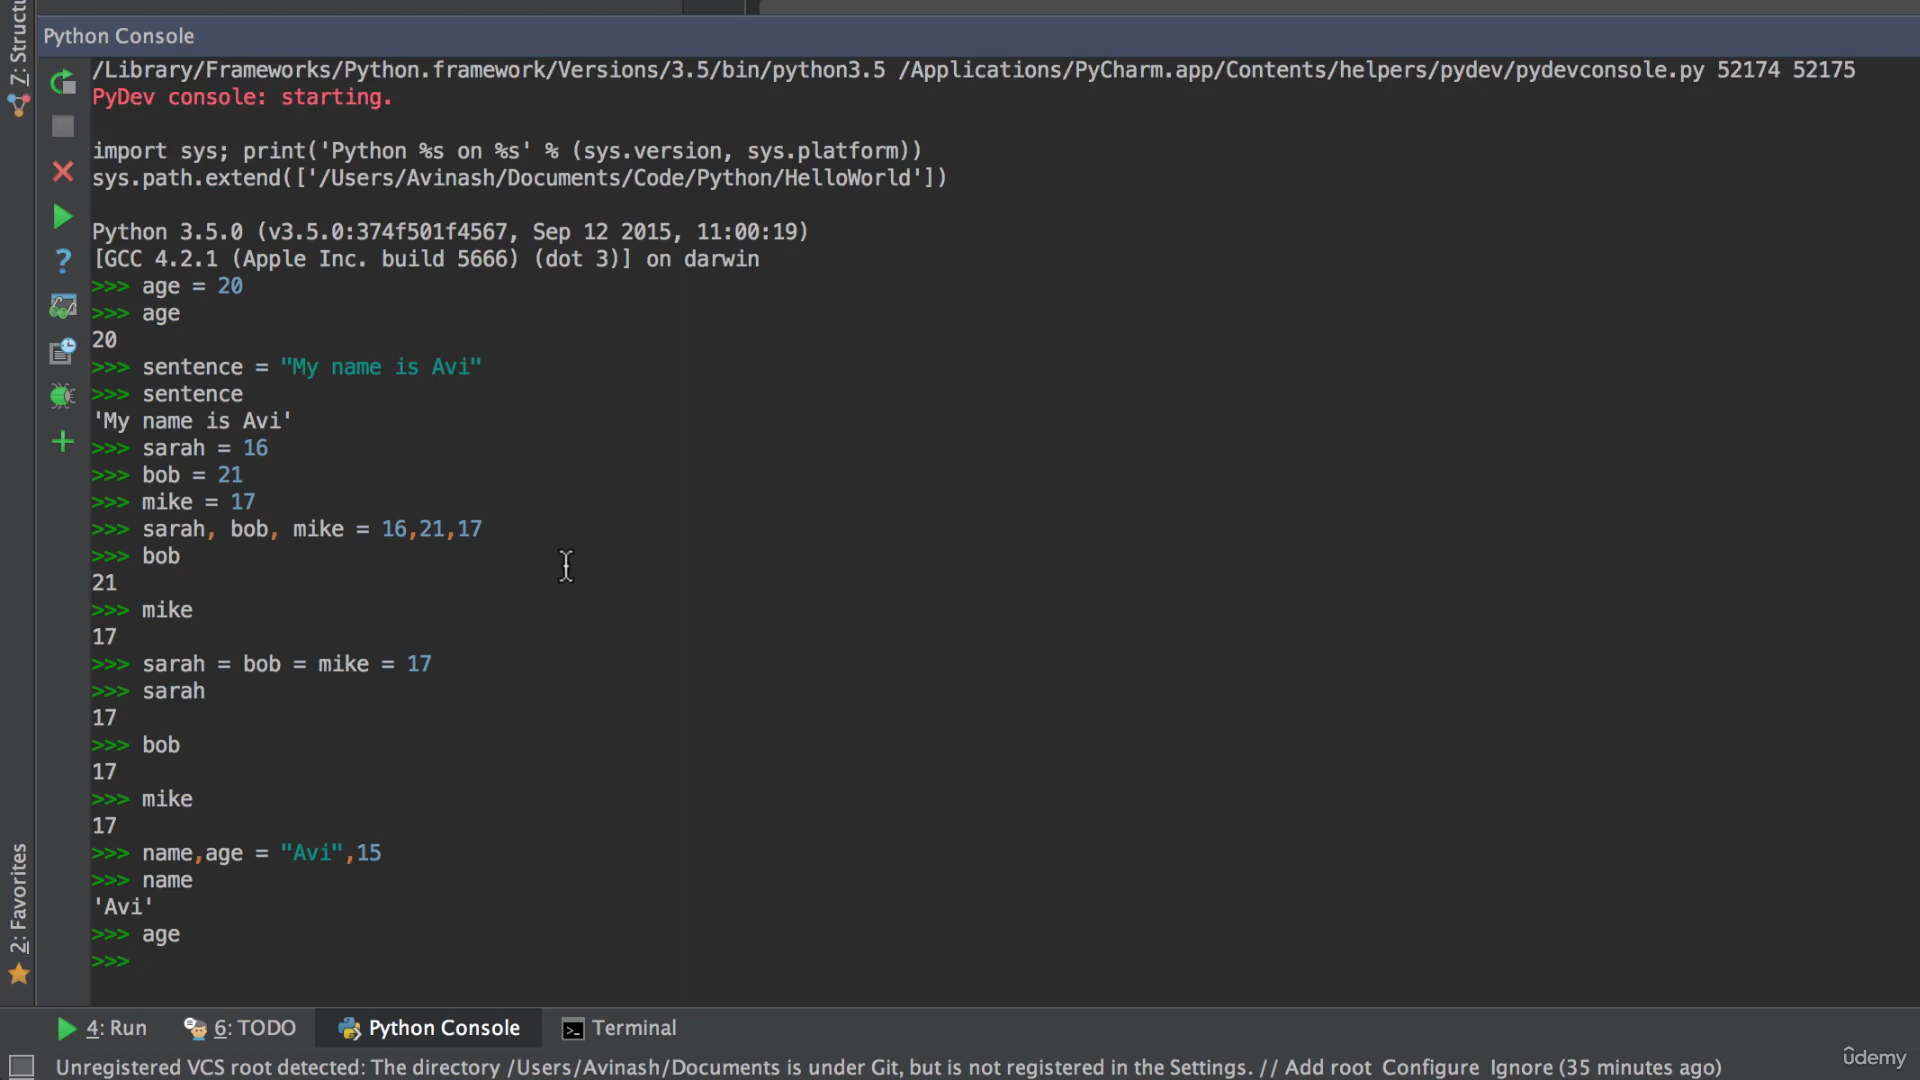 Z: Structu
Python Console
/Library/Frameworks/Python.framework/Versions/3.5/bin/python3.5 /Applications/PyCharm.app/Contents/helpers/pydev/pydevconsole.py 52174 52175
PyDev console: starting.
import sys; print('Python %s on %s' % (sys.version, sys.platform))
sys.path.extend(['/Users/Avinash/Documents/Code/Python/HelloWorld'])
Python 3.5.0 (v3.5.0:374f501f4567, Sep 12 2015, 11:00:19)
[GCC 4.2.1 (Apple Inc. build 5666) (dot 3)] on darwin
>>> age = 20
>>> age
20
>>> sentence = "My name is Avi"
>>> sentence
'My name is Avi'
>>> sarah = 16
>>> bob = 21
>>> mike = 17
>>> sarah, bob, mike = 16,21,17
>>> bob
21
>>> mike
17
>>> sarah = bob = mike = 17
>>> sarah
17
>>> bob
17
>>> mike
17
>>> name,age = "Avi",15
>>> name
'Avi'
>>> age
>>>
2: Favorites
4: Run 6: TODO Python Console Terminal
Unregistered VCS root detected: The directory /Users/Avinash/Documents is under Git, but is not registered in the Settings. // Add root Configure Ignore (35 minutes ago)
ûdemy